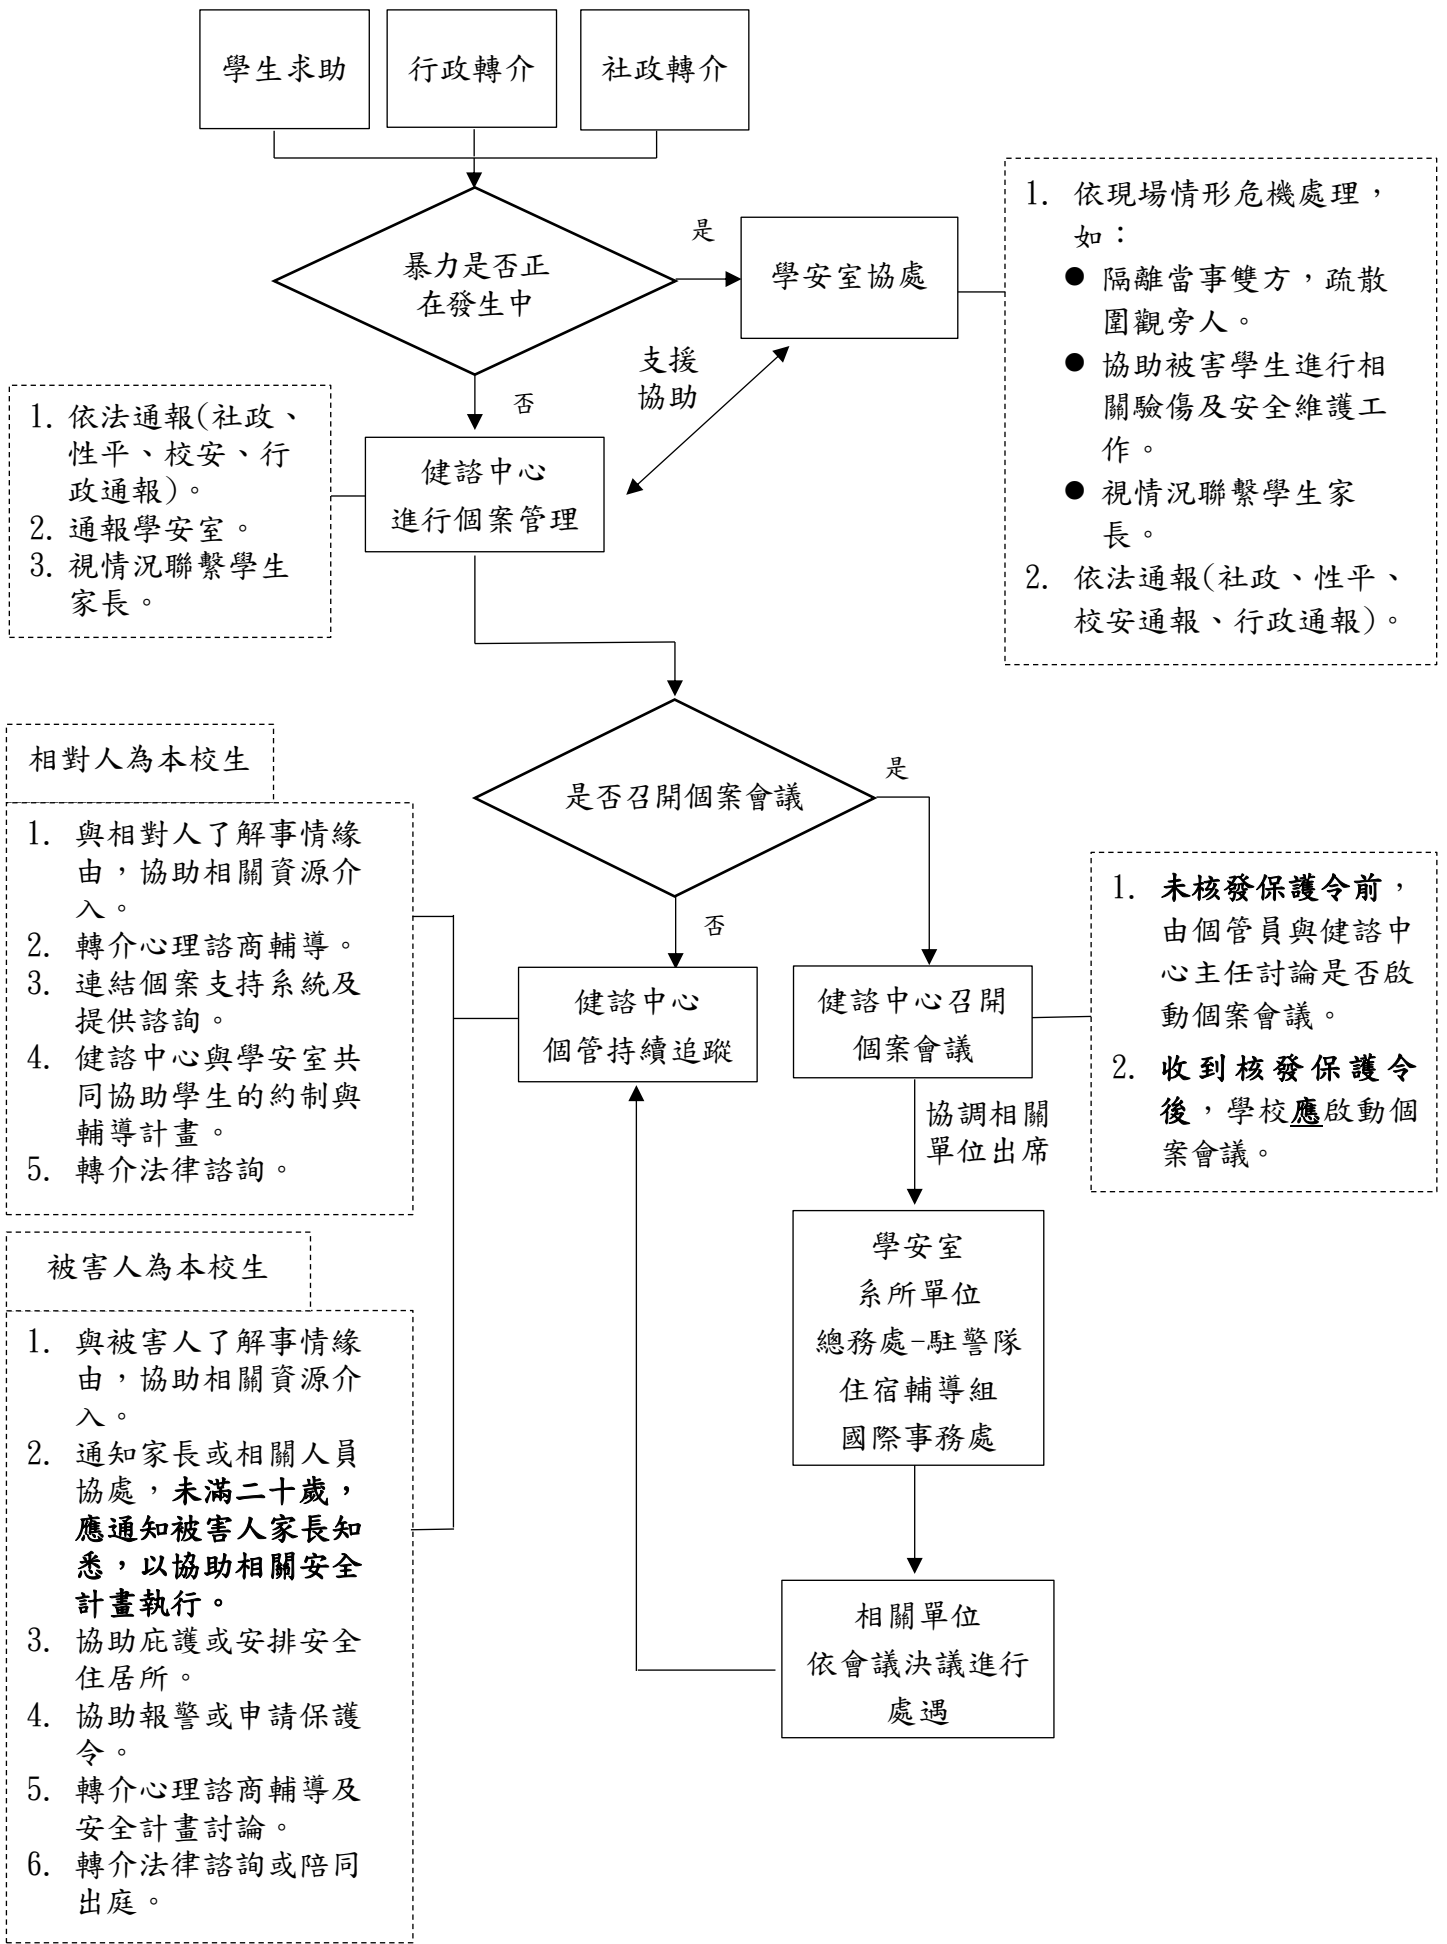 學生求助
行政轉介
社政轉介
暴力是否正
在發生中
是
學安室協處
1. 依現場情形危機處理，
如：
● 隔離當事雙方，疏散
圍觀旁人。
● 協助被害學生進行相
關驗傷及安全維護工
作。
● 視情況聯繫學生家
長。
2. 依法通報(社政、性平、
校安通報、行政通報)。
支援
協助
否
1. 依法通報(社政、
性平、校安、行
政通報)。
2. 通報學安室。
3. 視情況聯繫學生
家長。
健諮中心
進行個案管理
是否召開個案會議
是
否
相對人為本校生
1. 與相對人了解事情緣
由，協助相關資源介
入。
2. 轉介心理諮商輔導。
3. 連結個案支持系統及
提供諮詢。
4. 健諮中心與學安室共
同協助學生的約制與
輔導計畫。
5. 轉介法律諮詢。
健諮中心
個管持續追蹤
健諮中心召開
個案會議
1. 未核發保護令前，
由個管員與健諮中
心主任討論是否啟
動個案會議。
2. 收到核發保護令
後，學校應啟動個
案會議。
協調相關
單位出席
學安室
系所單位
總務處-駐警隊
住宿輔導組
國際事務處
被害人為本校生
1. 與被害人了解事情緣
由，協助相關資源介
入。
2. 通知家長或相關人員
協處，未滿二十歲，
應通知被害人家長知
悉，以協助相關安全
計畫執行。
3. 協助庇護或安排安全
住居所。
4. 協助報警或申請保護
令。
5. 轉介心理諮商輔導及
安全計畫討論。
6. 轉介法律諮詢或陪同
出庭。
相關單位
依會議決議進行
處遇